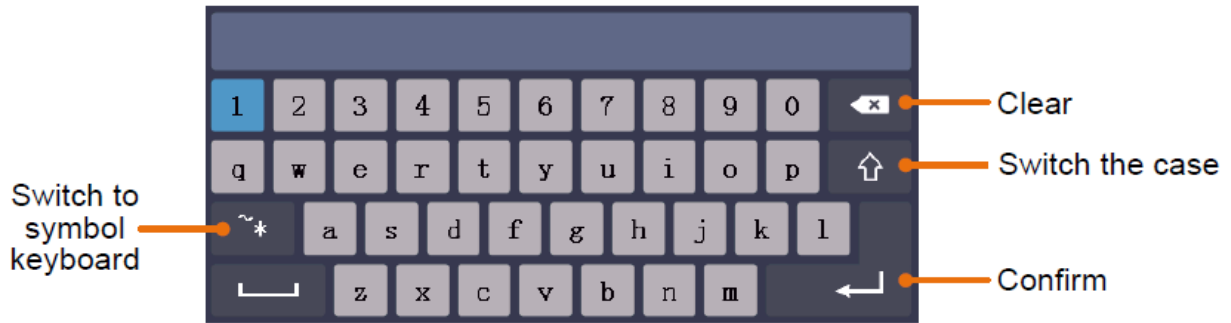 1 2 3 4 5 6 7 8 9 0 Clear
q w e r t y u i o p Switch the case
Switch to
symbol
keyboard
~* a s d f g h j k l
z x c v b n m Confirm